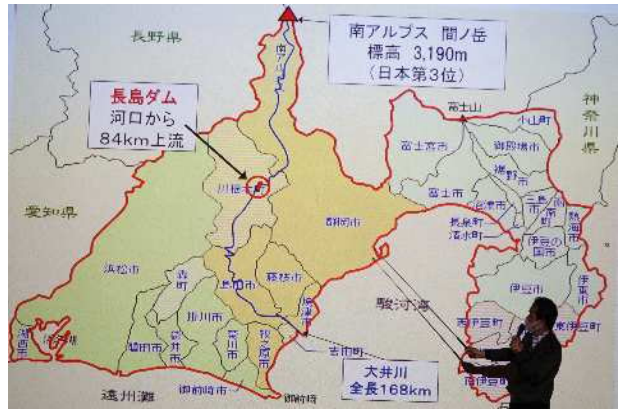 長野県
南アルプス 間ノ岳
標高 3,190m
(日本第3位)
神奈川県
長島ダム
河口から
84km上流
富士山
小山町
富士宮市
御殿場市
裾野市
富士市
三島市
長泉町
清水町
熱海市
伊豆の
国市
愛知県
川根本町
静岡市
浜松市
森町
島田市
藤枝市
焼津市
駿河湾
伊豆市
伊東市
西伊豆町
東伊豆町
南伊豆町
湖西市
磐田市
袋井市
掛川市
菊川市
牧之原市
吉田町
大井川
全長168km
遠州灘
御前崎市
御前崎